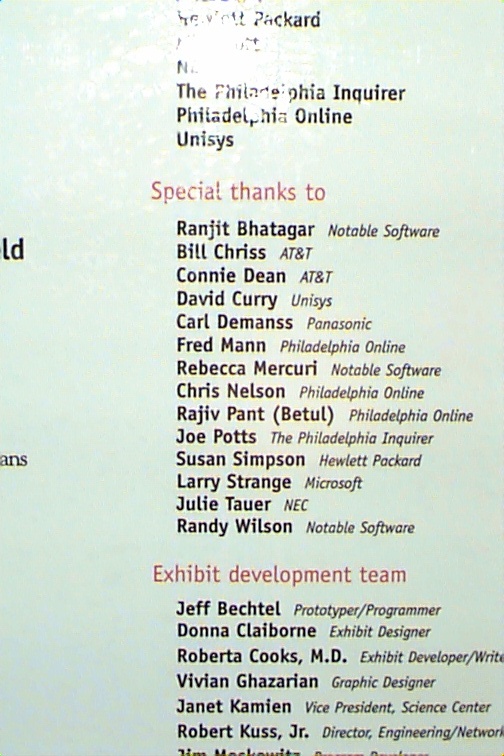 Hewlett Packard
The Philadelphia Inquirer
Philadelphia Online
Unisys
Special thanks to
Ranjit Bhatagar Notable Software
Bill Chriss AT&T
Connie Dean AT&T
David Curry Unisys
Carl Demanss Panasonic
Fred Mann Philadelphia Online
Rebecca Mercuri Notable Software
Chris Nelson Philadelphia Online
Rajiv Pant (Betul) Philadelphia Online
Joe Potts The Philadelphia Inquirer
Susan Simpson Hewlett Packard
Larry Strange Microsoft
Julie Tauer NEC
Randy Wilson Notable Software
Exhibit development team
Jeff Bechtel Prototyper/Programmer
Donna Claiborne Exhibit Designer
Roberta Cooks, M.D. Exhibit Developer/Write
Vivian Ghazarian Graphic Designer
Janet Kamien Vice President, Science Center
Robert Kuss, Jr. Director, Engineering/Networ
eld
ans